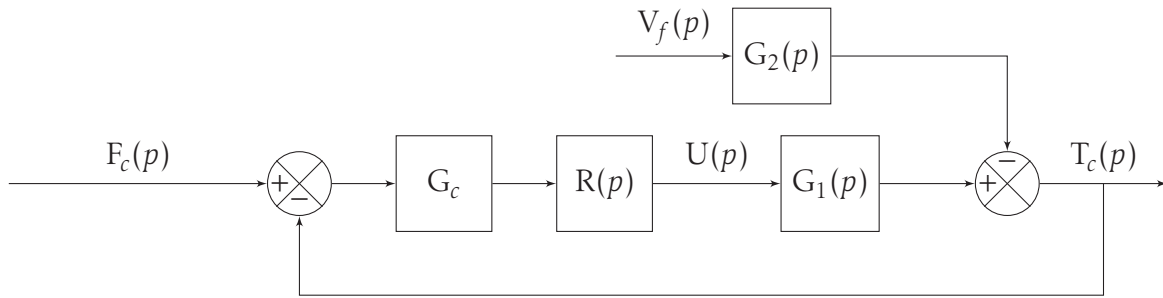 V_f(p)
G_2(p)
−
F_c(p)
+
−
G_c
R(p)
U(p)
G_1(p)
+
T_c(p)